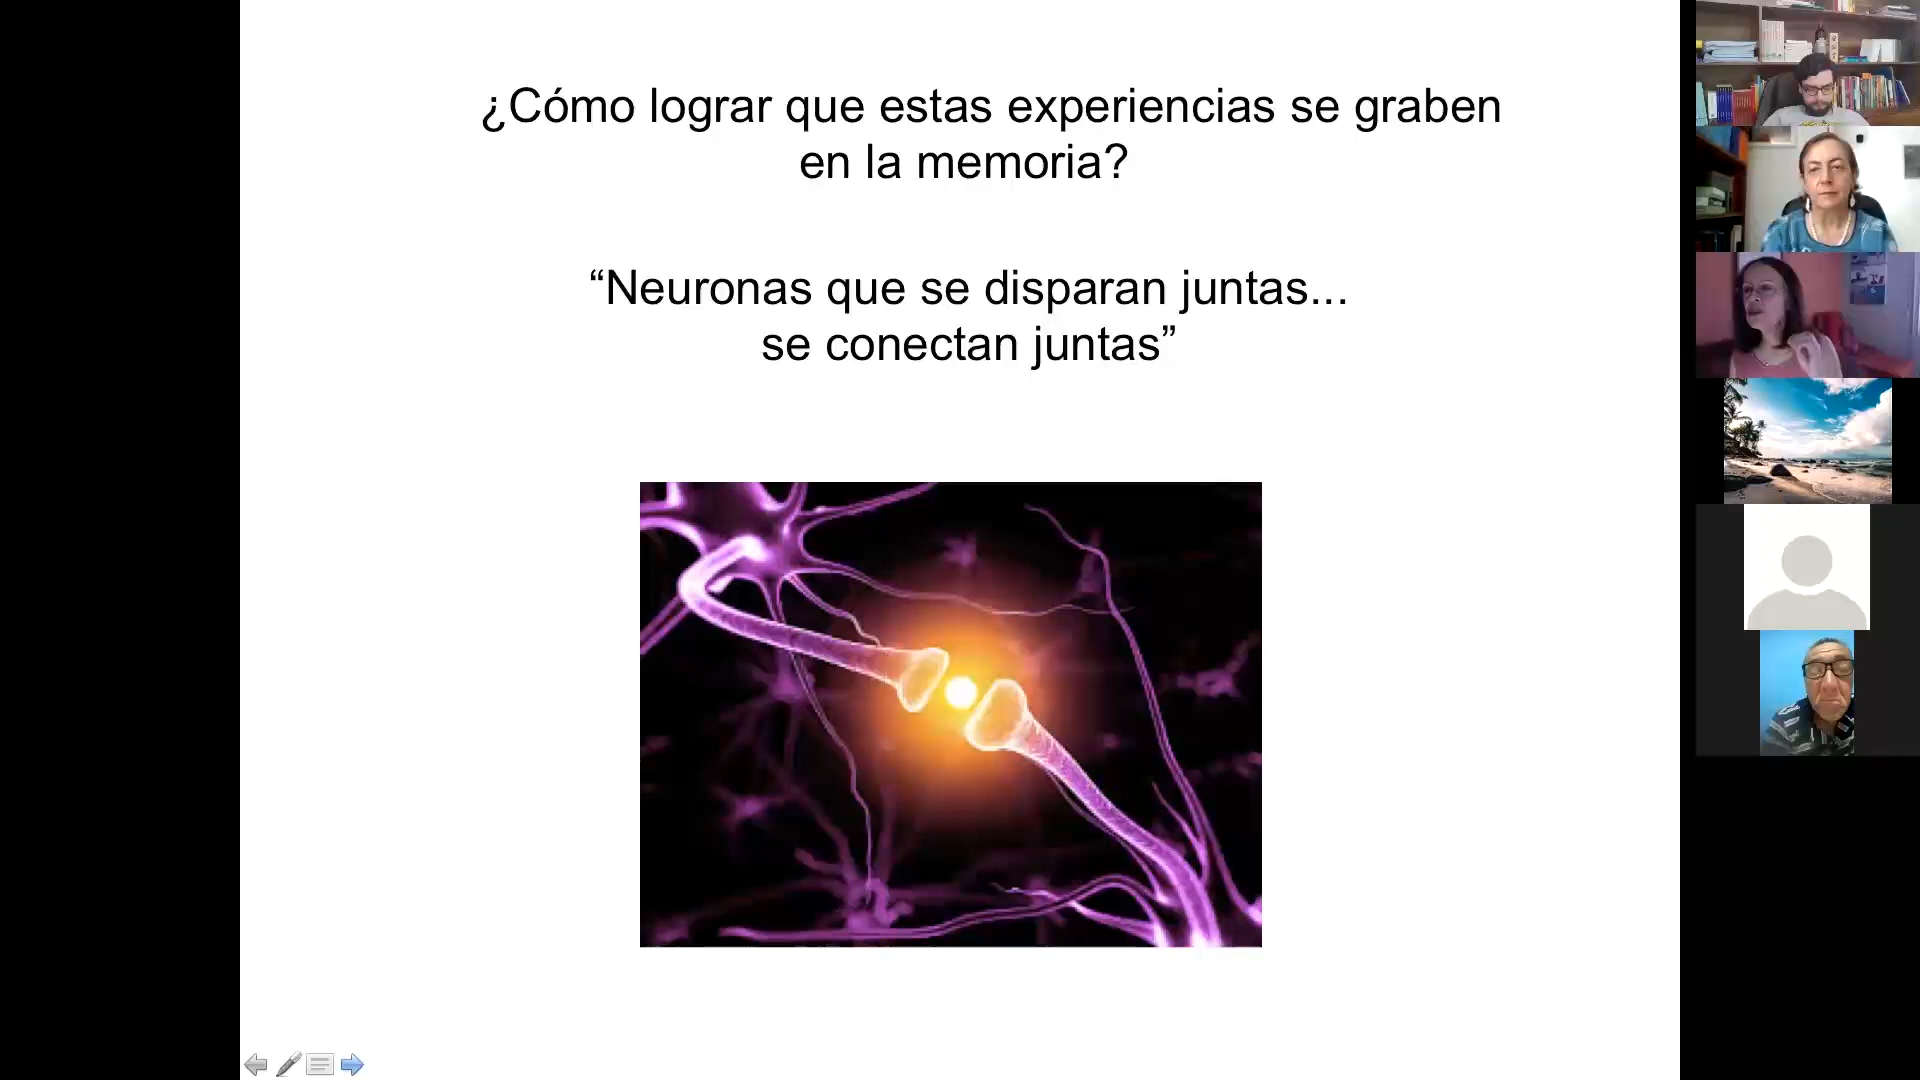 ¿Cómo lograr que estas experiencias se graben
en la memoria?
“Neuronas que se disparan juntas...
se conectan juntas”